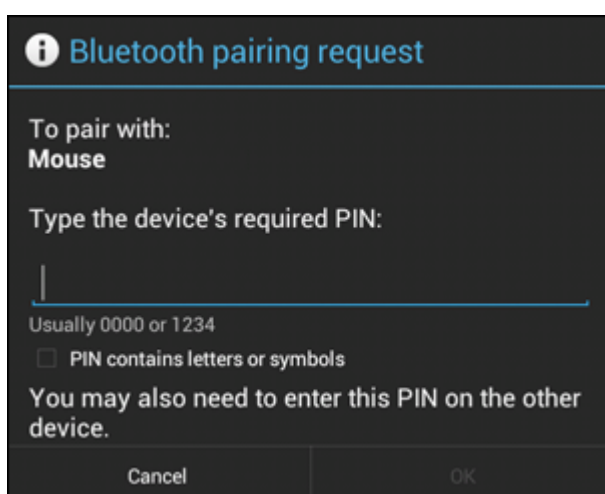 Bluetooth pairing request
To pair with:
Mouse
Type the device's required PIN:
Usually 0000 or 1234
PIN contains letters or symbols
You may also need to enter this PIN on the other
device.
Cancel
OK